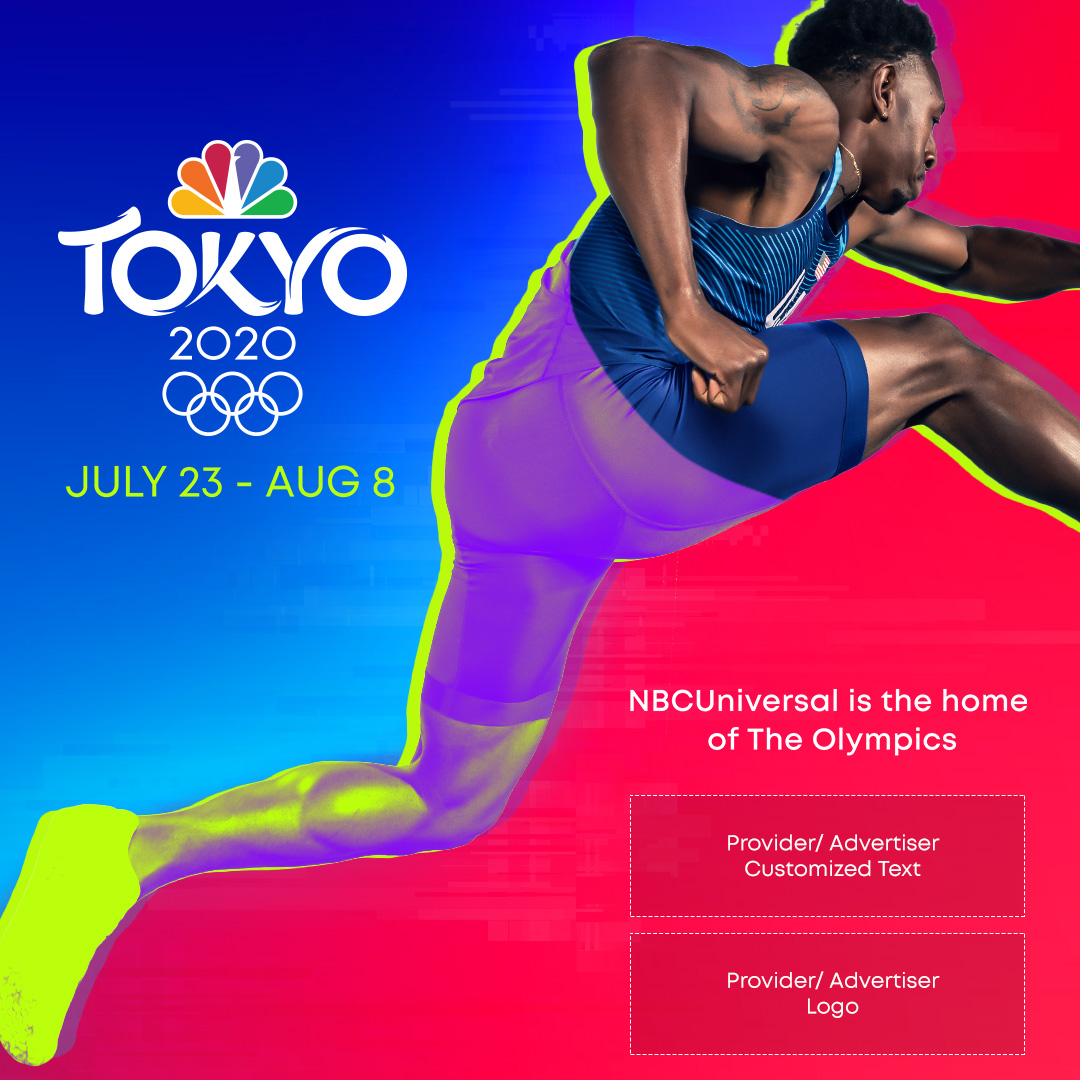 TOKYO
2020
JULY 23 - AUG 8
NBCUniversal is the home
of The Olympics
Provider/ Advertiser
Customized Text
Provider/ Advertiser
Logo